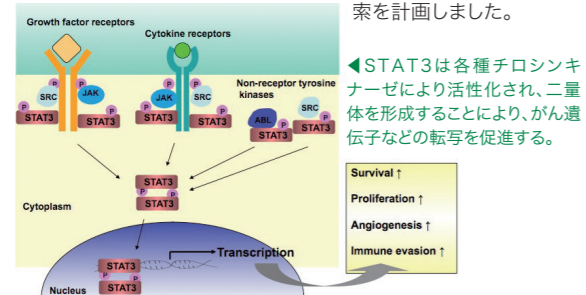 索を計画しました。
Growth factor receptors
Cytokine receptors
Non-receptor tyrosine
kinases
P
P
SRC
JAK
P
STAT3
P
STAT3
P
P
JAK
SRC
P
STAT3
P
STAT3
P
ABL
P
STAT3
SRC
P
STAT3
◀STAT3は各種チロシンキ
ナーゼにより活性化され、二量
体を形成することにより、がん遺
伝子などの転写を促進する。
STAT3
P
P
STAT3
Cytoplasm
Survival ↑
Proliferation ↑
Angiogenesis ↑
Immune evasion ↑
Transcription
STAT3
P
P
STAT3
Nucleus